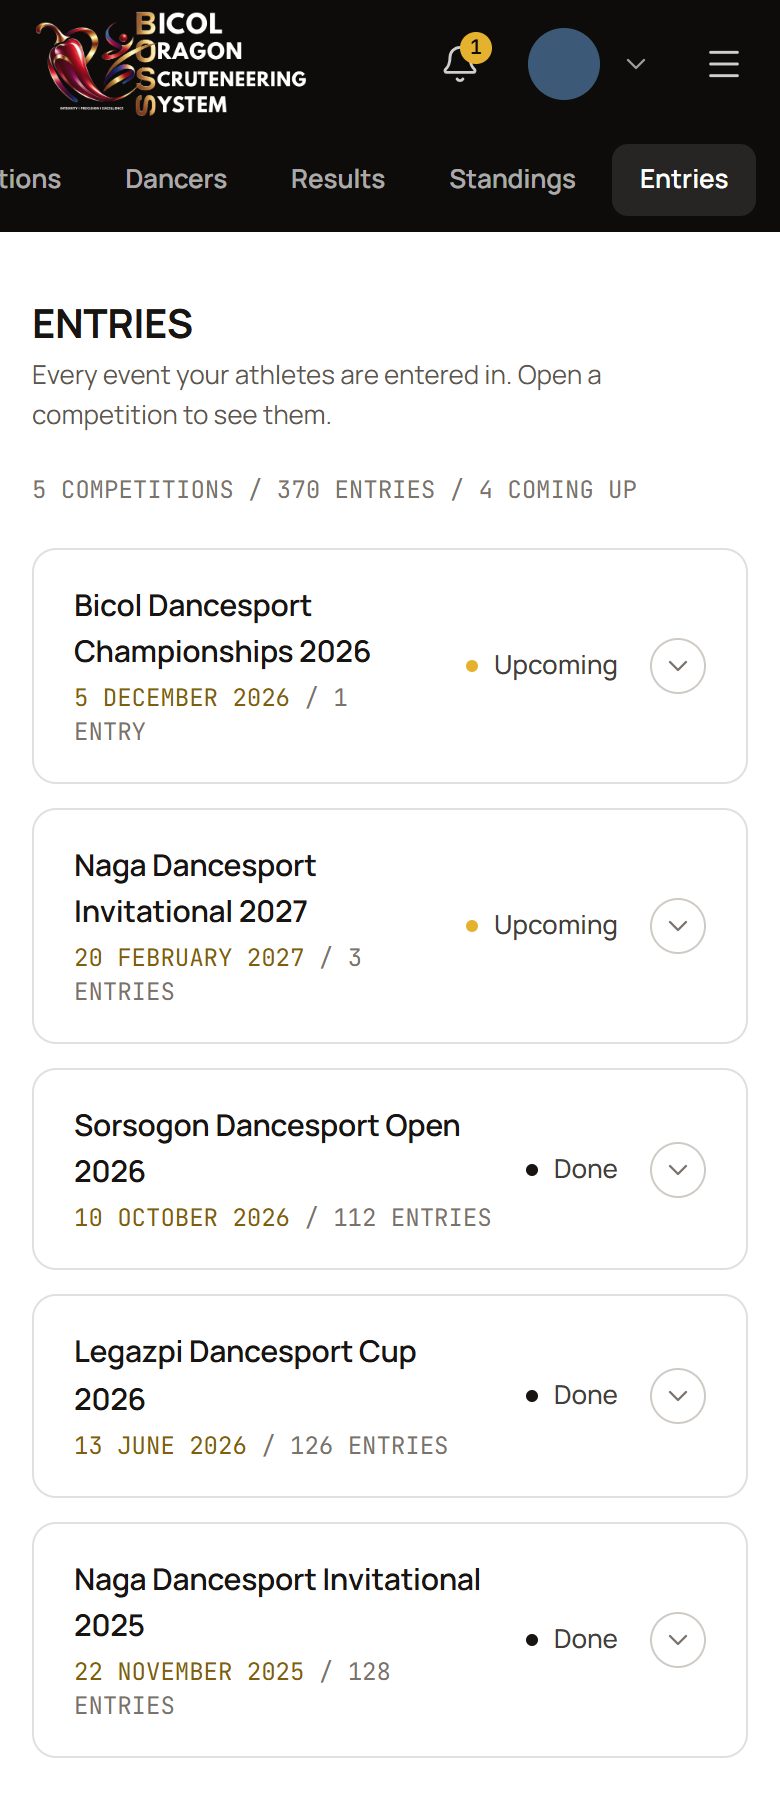 BICOL
DRAGON
SCRUTENEERING
SYSTEM
INTEGRITY • PRECISION • EXCELLENCE
1
tions Dancers Results Standings Entries
ENTRIES
Every event your athletes are entered in. Open a
competition to see them.
5 COMPETITIONS / 370 ENTRIES / 4 COMING UP
Bicol Dancesport
Championships 2026
5 DECEMBER 2026 / 1
ENTRY
Upcoming
Naga Dancesport
Invitational 2027
20 FEBRUARY 2027 / 3
ENTRIES
Upcoming
Sorsogon Dancesport Open
2026
10 OCTOBER 2026 / 112 ENTRIES
Done
Legazpi Dancesport Cup
2026
13 JUNE 2026 / 126 ENTRIES
Done
Naga Dancesport Invitational
2025
22 NOVEMBER 2025 / 128
ENTRIES
Done